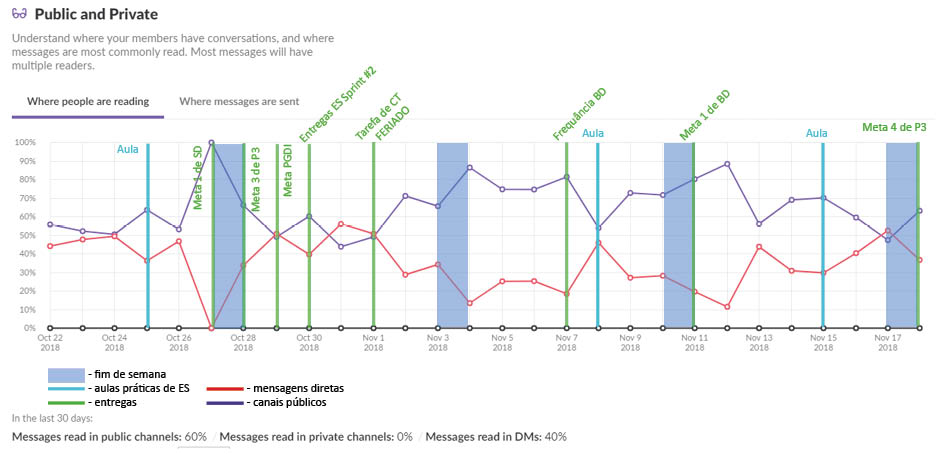 Public and Private
Understand where your members have conversations, and where
messages are most commonly read. Most messages will have
multiple readers.
Where people are reading
Where messages are sent
Aula
Meta 1 de SD
Meta 3 de P3
Meta PGDI
Entregas ES Sprint #2
Tarefa de CT
FERIADO
Frequência BD
Aula
Meta 1 de BD
Aula
Meta 4 de P3
100%
90%
80%
70%
60%
50%
40%
30%
20%
10%
0%
Oct 22
2018
Oct 24
2018
Oct 26
2018
Oct 28
2018
Oct 30
2018
Nov 1
2018
Nov 3
2018
Nov 5
2018
Nov 7
2018
Nov 9
2018
Nov 11
2018
Nov 13
2018
Nov 15
2018
Nov 17
2018
- fim de semana
- aulas práticas de ES
- mensagens diretas
- entregas
- canais públicos
In the last 30 days:
Messages read in public channels: 60% / Messages read in private channels: 0% / Messages read in DMs: 40%